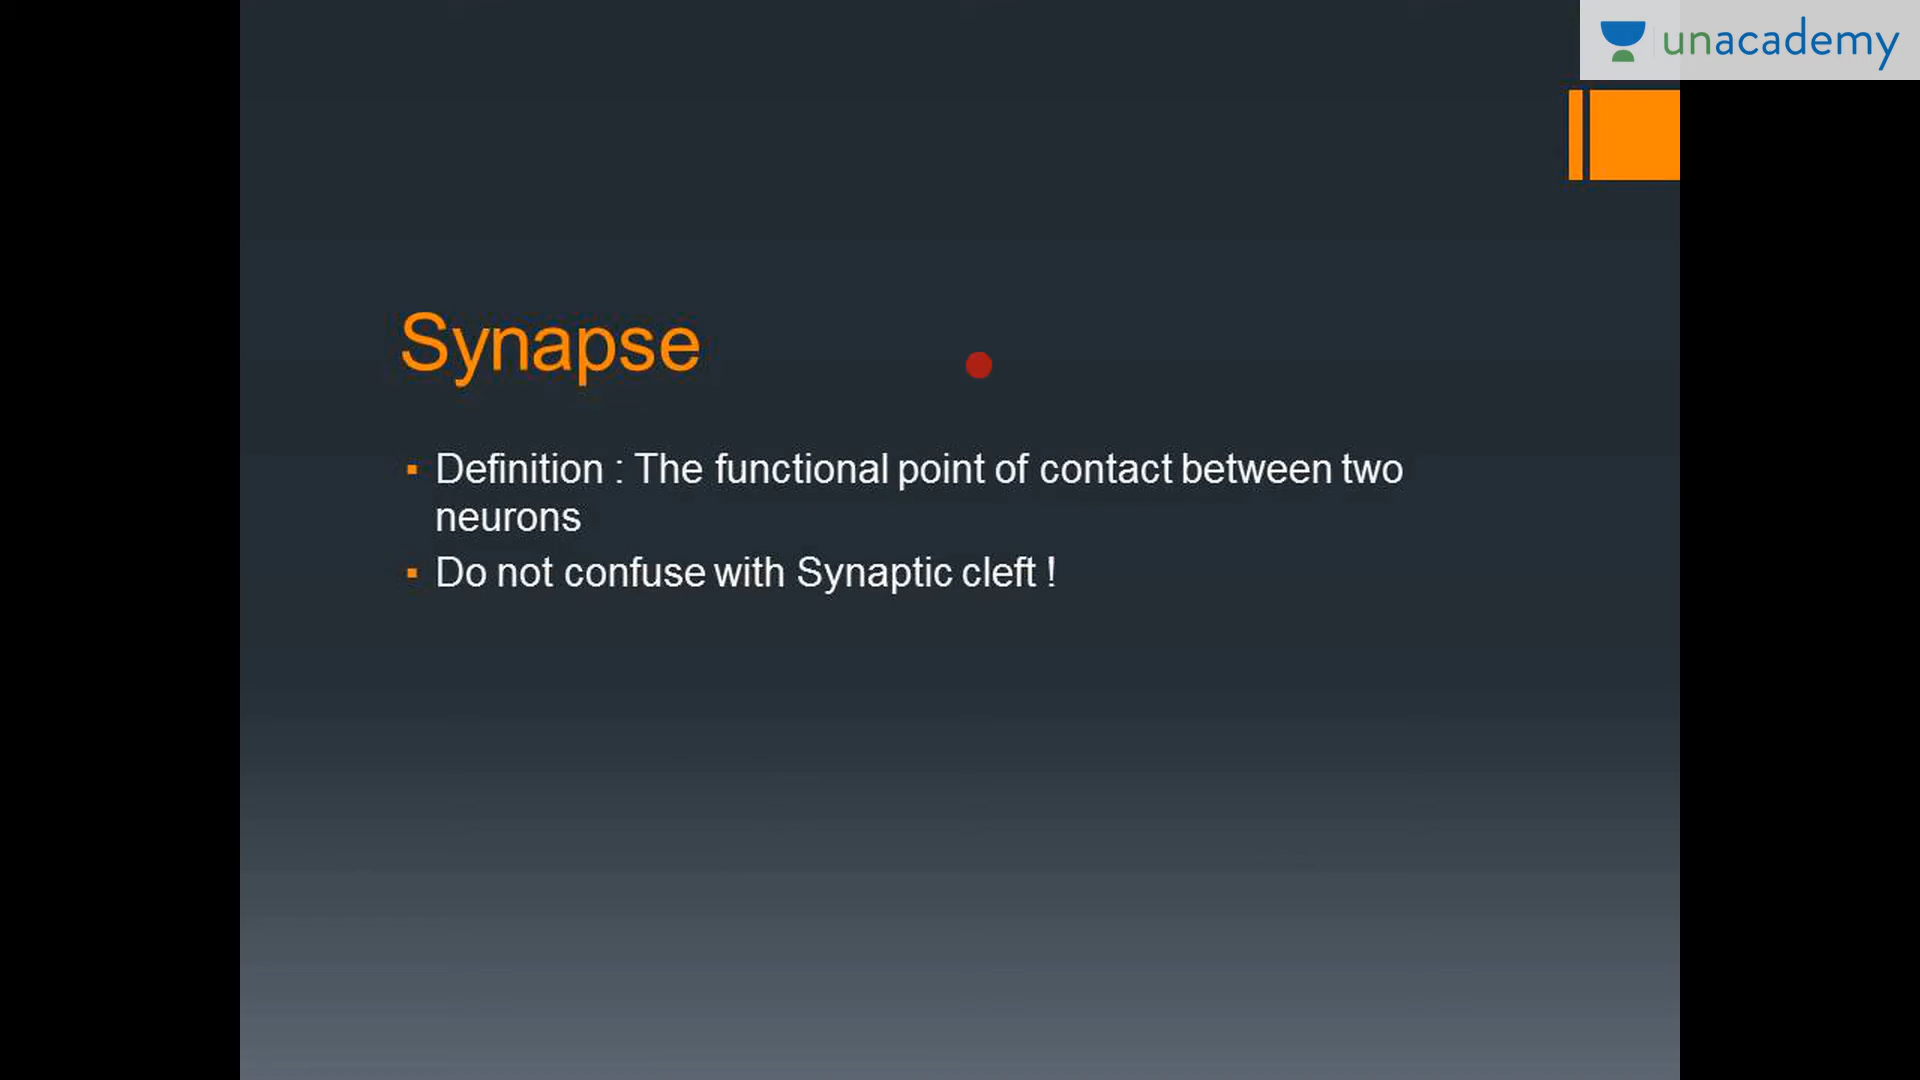 unacademy
Synapse
▪ Definition : The functional point of contact between two
neurons
▪ Do not confuse with Synaptic cleft !